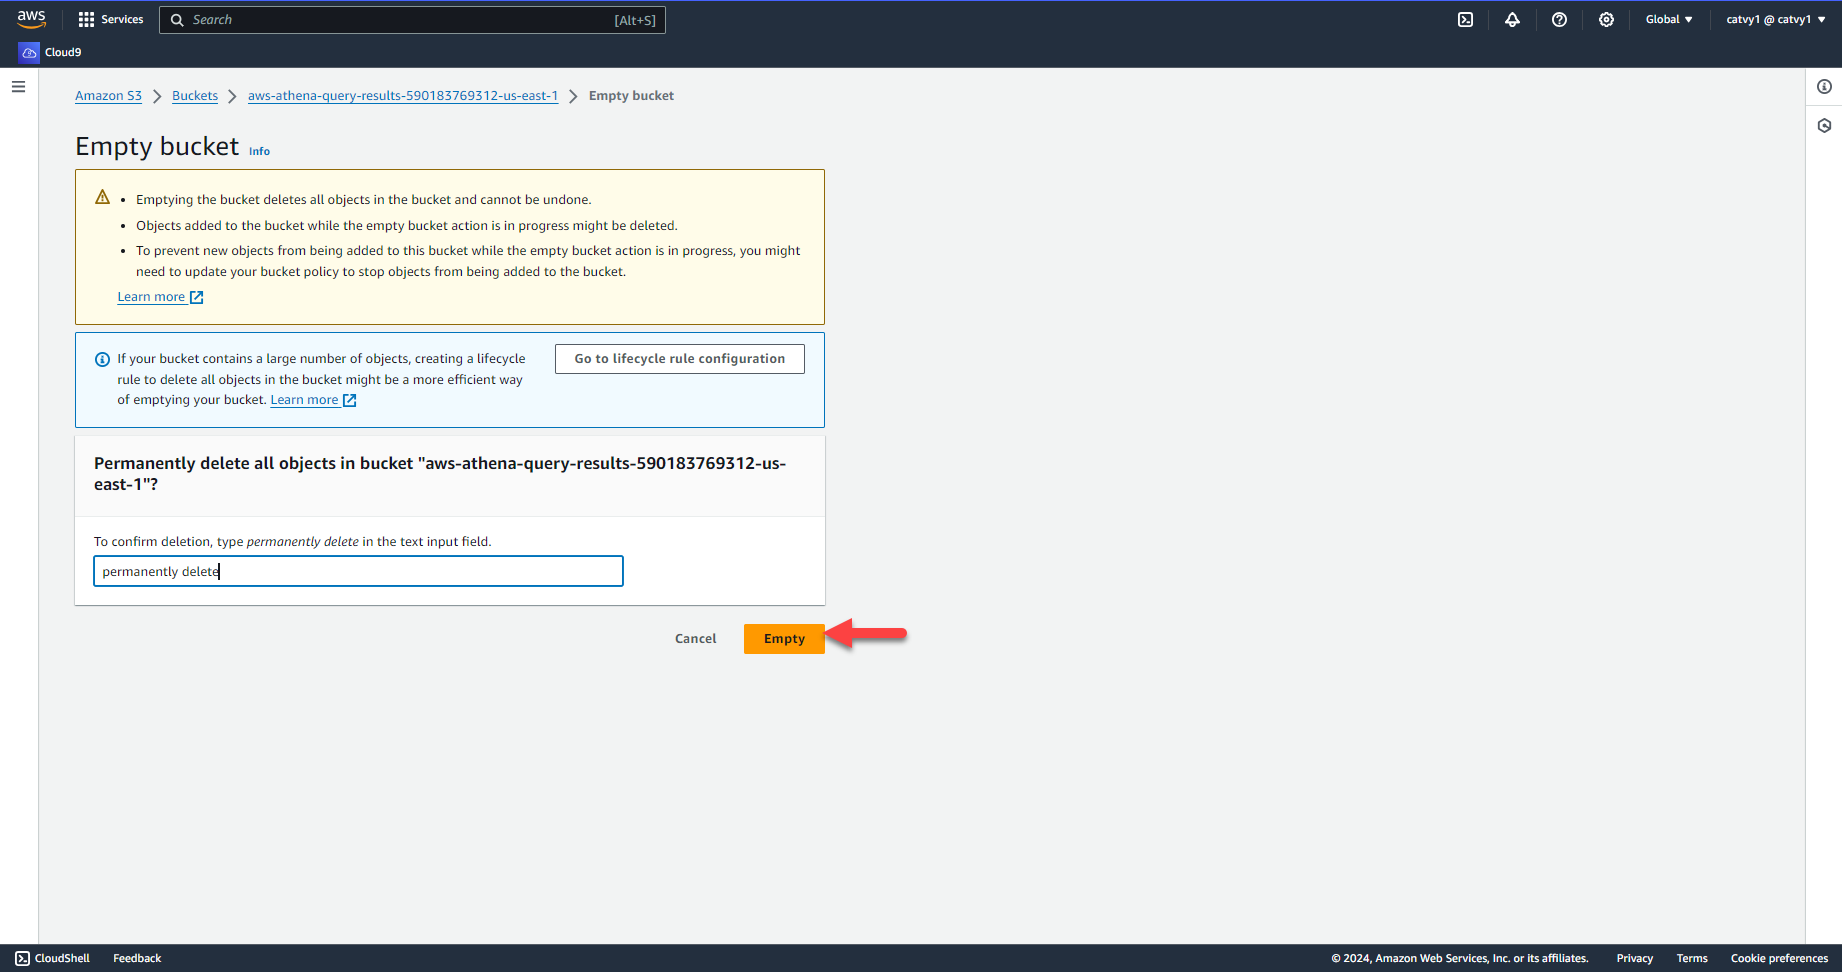 aws
Services
Search
[Alt+S]
Global
catvy1 @ catvy1
Cloud9
Amazon S3
Buckets
aws-athena-query-results-590183769312-us-east-1
Empty bucket
Empty bucket
Info
Emptying the bucket deletes all objects in the bucket and cannot be undone.
Objects added to the bucket while the empty bucket action is in progress might be deleted.
To prevent new objects from being added to this bucket while the empty bucket action is in progress, you might
need to update your bucket policy to stop objects from being added to the bucket.
Learn more
If your bucket contains a large number of objects, creating a lifecycle
rule to delete all objects in the bucket might be a more efficient way
of emptying your bucket. Learn more
Go to lifecycle rule configuration
Permanently delete all objects in bucket "aws-athena-query-results-590183769312-us-
east-1"?
To confirm deletion, type permanently delete in the text input field.
permanently delete
Cancel
Empty
CloudShell
Feedback
© 2024, Amazon Web Services, Inc. or its affiliates.
Privacy
Terms
Cookie preferences